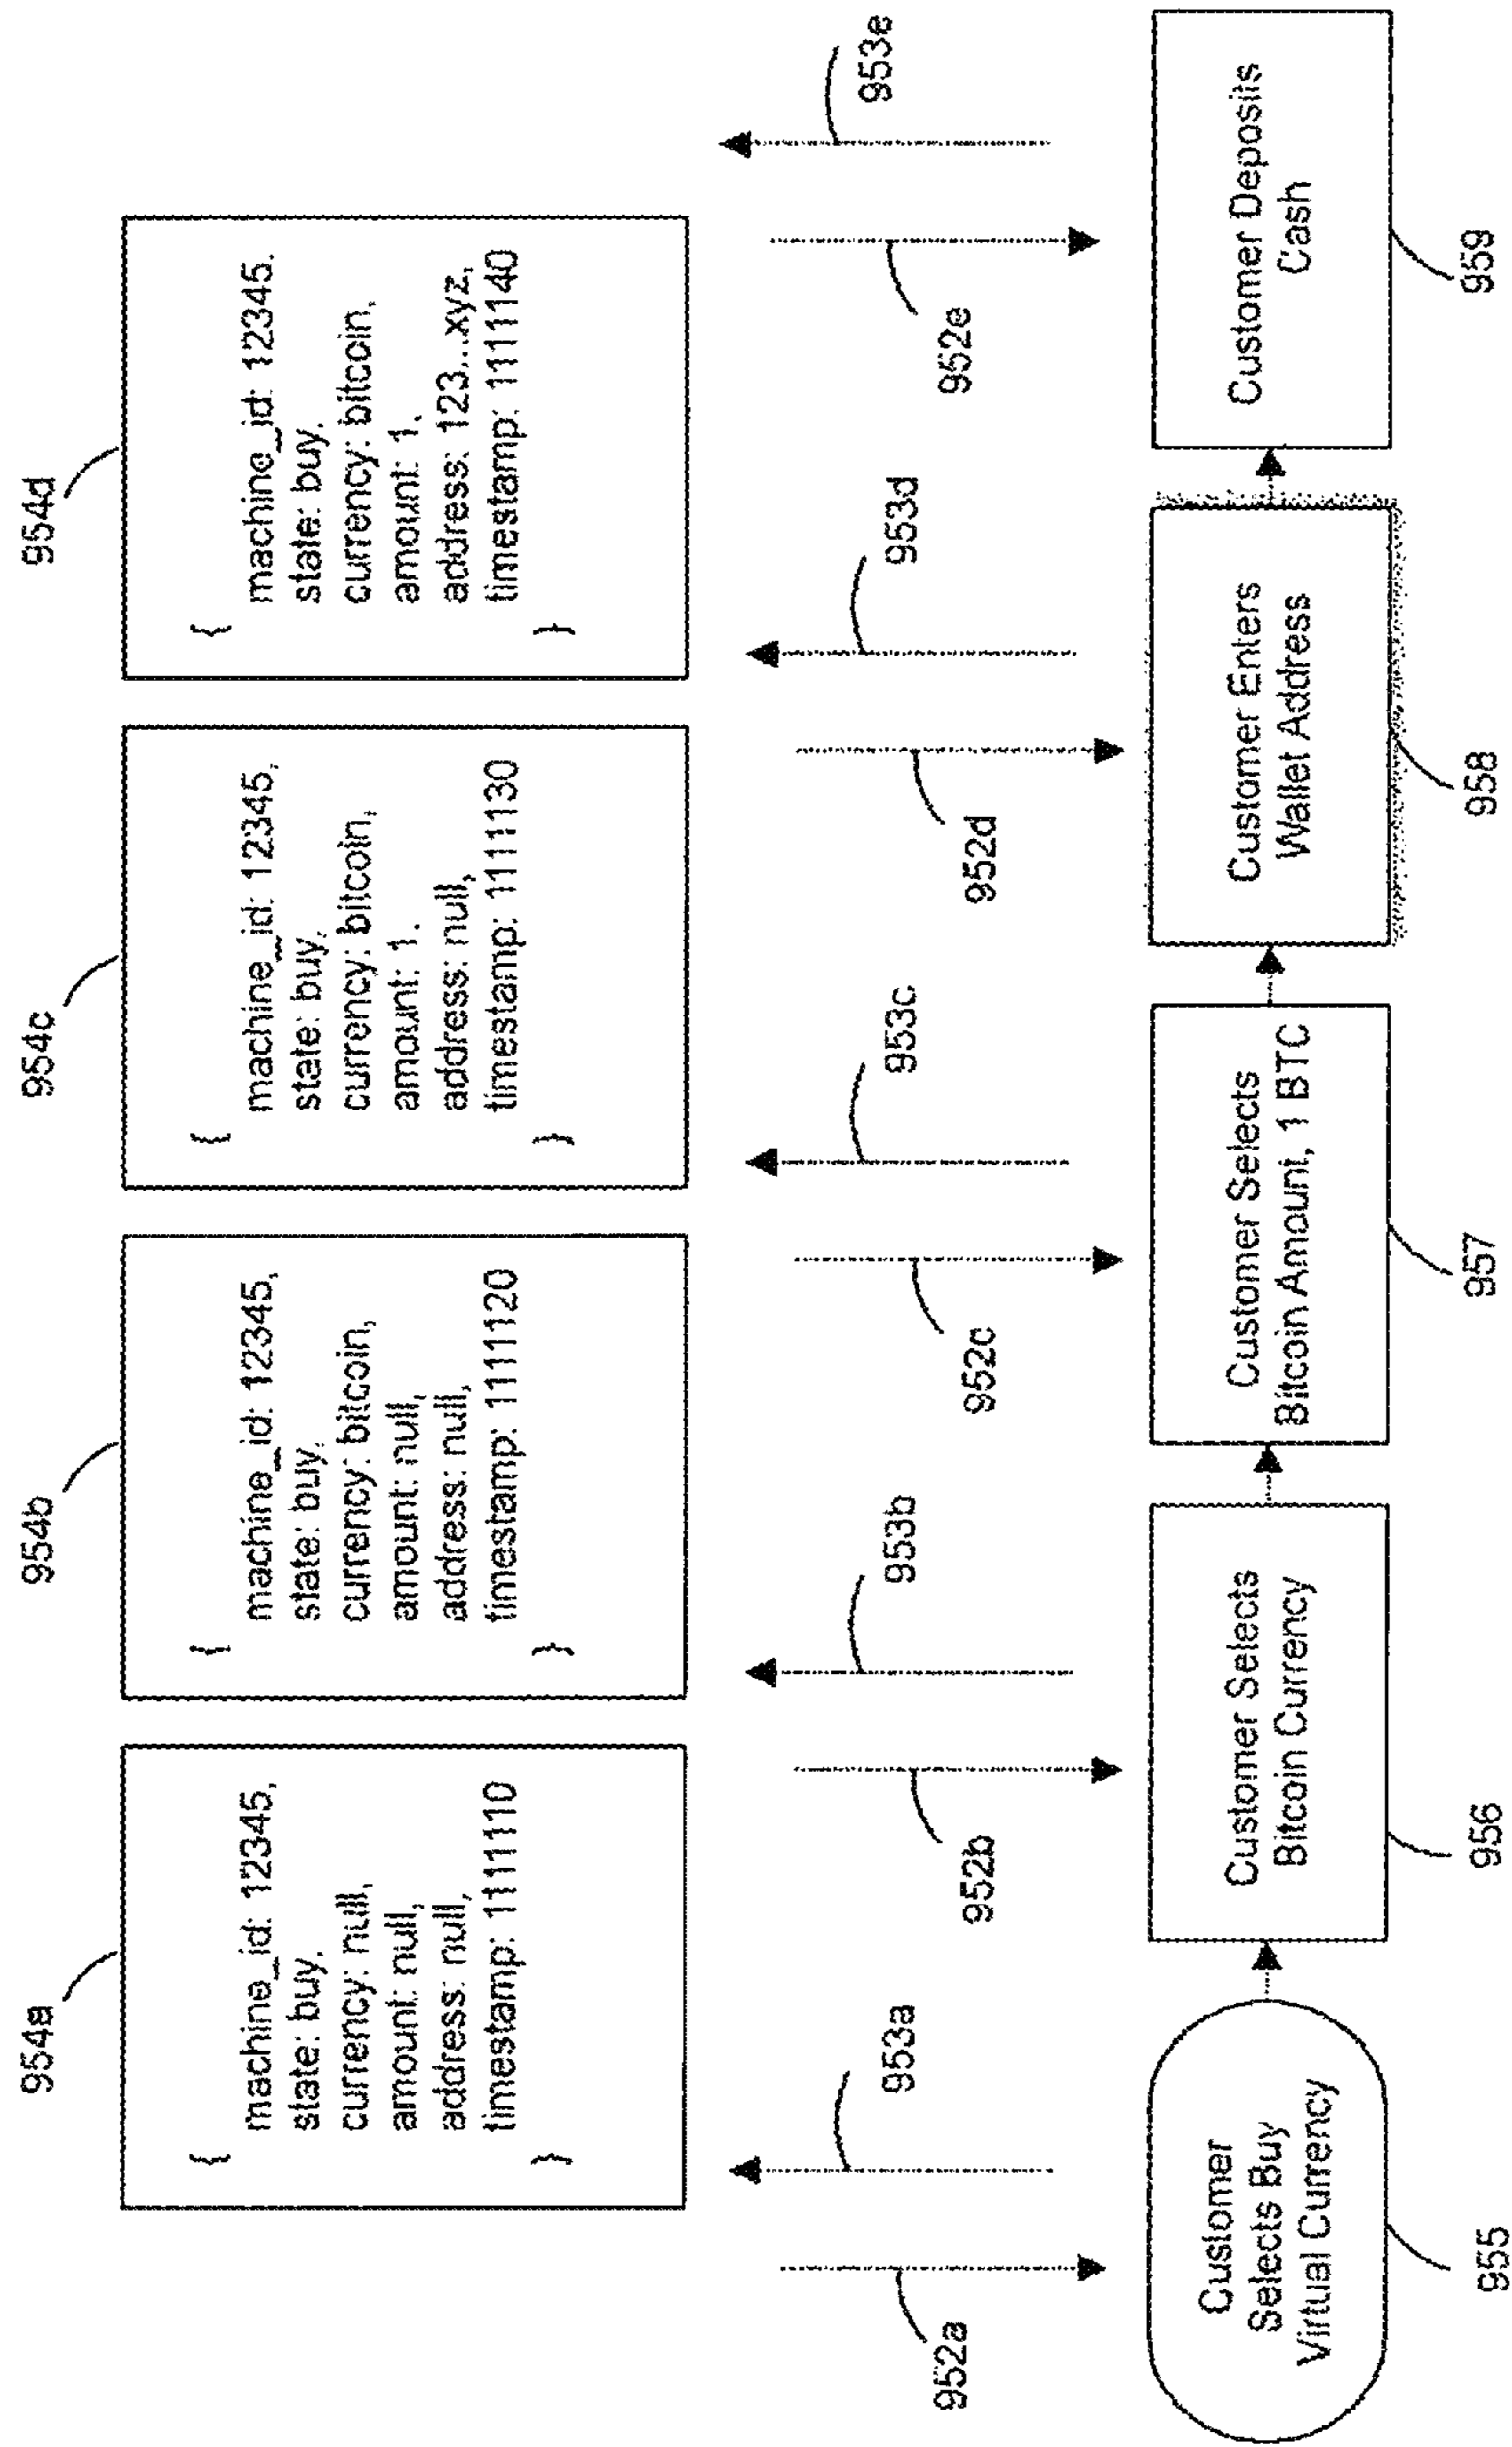 954a
{
machine_id: 12345,
state: buy,
currency: null,
amount: null,
address: null,
timestamp: 1111110
}
954b
{
machine_id: 12345,
state: buy,
currency: bitcoin,
amount: null,
address: null,
timestamp: 1111120
}
954c
{
machine_id: 12345,
state: buy,
currency: bitcoin,
amount: 1,
address: null,
timestamp: 1111130
}
954d
{
machine_id: 12345,
state: buy,
currency: bitcoin,
amount: 1,
address: 123...xyz,
timestamp: 1111140
}
952a
953a
952b
953b
952c
953c
952d
953d
952e
953e
Customer
Selects Buy
Virtual Currency
955
Customer Selects
Bitcoin Currency
956
Customer Selects
Bitcoin Amount, 1 BTC
957
Customer Enters
Wallet Address
958
Customer Deposits
Cash
959